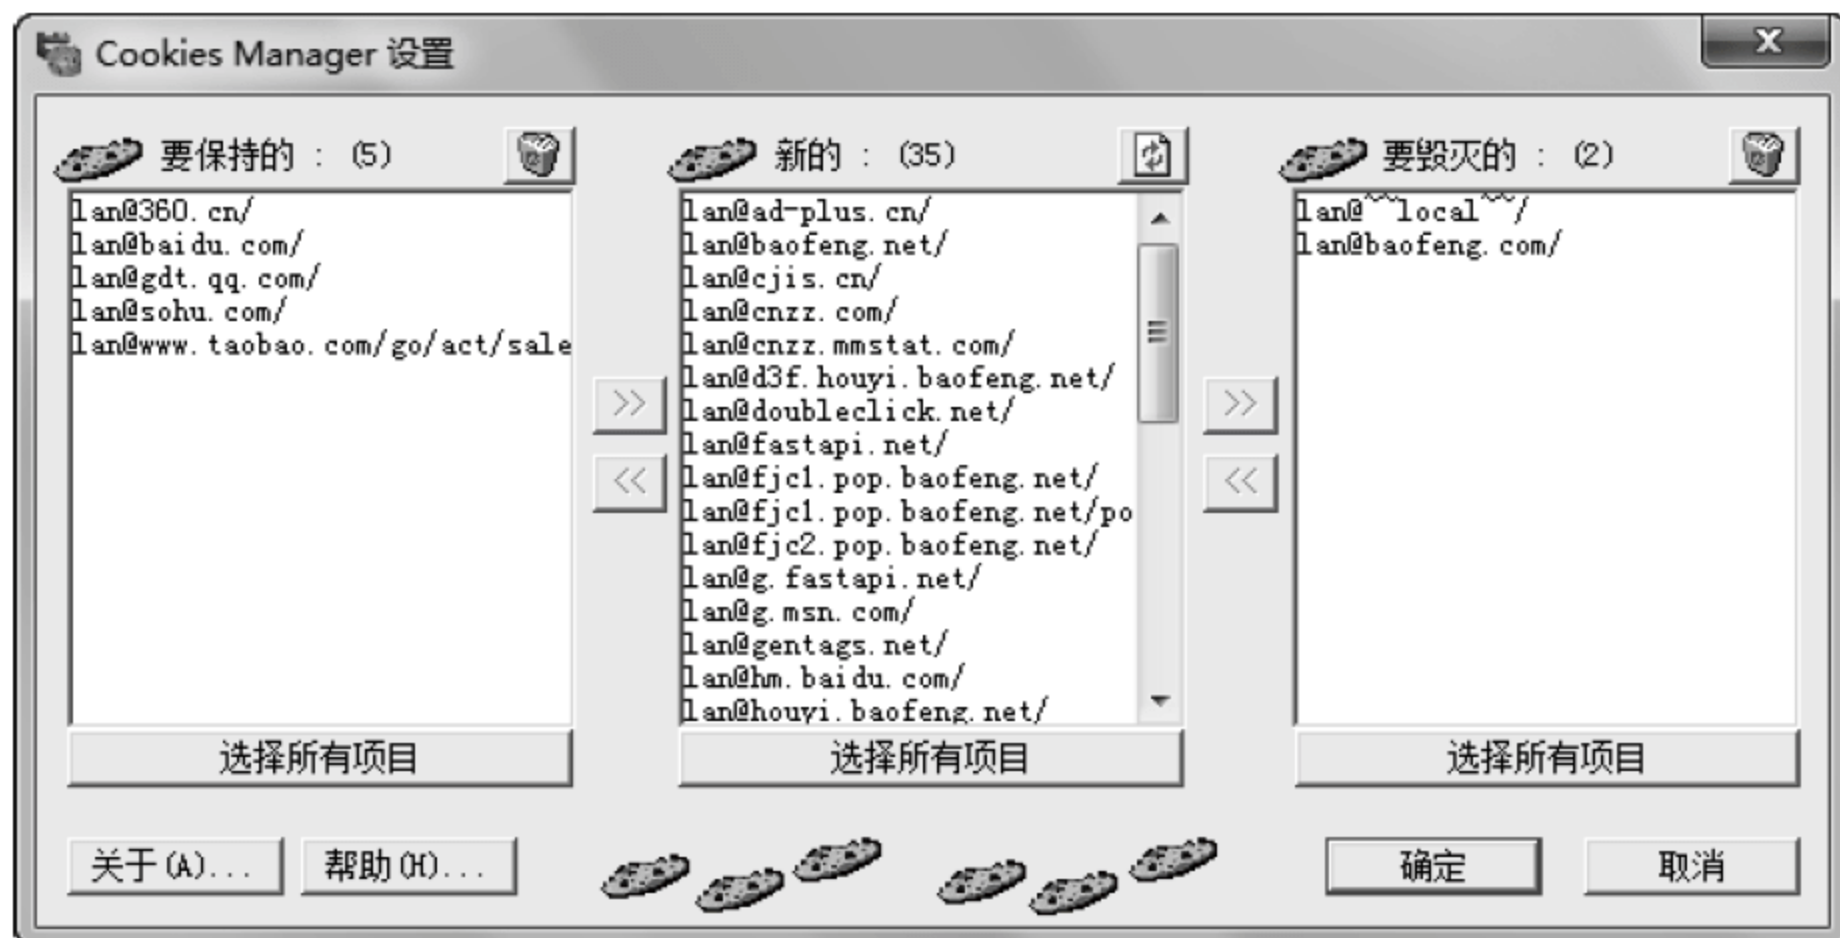 Cookies Manager 设置
X
要保持的 : (5)
lan@360.cn/
lan@baidu.com/
lan@gdt.qq.com/
lan@sohu.com/
lan@www.taobao.com/go/act/sale
选择所有项目
>>
<<
新的 : (35)
lan@ad-plus.cn/
lan@baofeng.net/
lan@cjis.cn/
lan@cnzz.com/
lan@cnzz.mmstat.com/
lan@d3f.houyi.baofeng.net/
lan@doubleclick.net/
lan@fastapi.net/
lan@fjc1.pop.baofeng.net/
lan@fjc1.pop.baofeng.net/po
lan@fjc2.pop.baofeng.net/
lan@g.fastapi.net/
lan@g.msn.com/
lan@gentags.net/
lan@hm.baidu.com/
lan@houyi.baofeng.net/
选择所有项目
>>
<<
要毁灭的 : (2)
lan@~~local~~/
lan@baofeng.com/
选择所有项目
关于(A)...
帮助(H)...
确定
取消